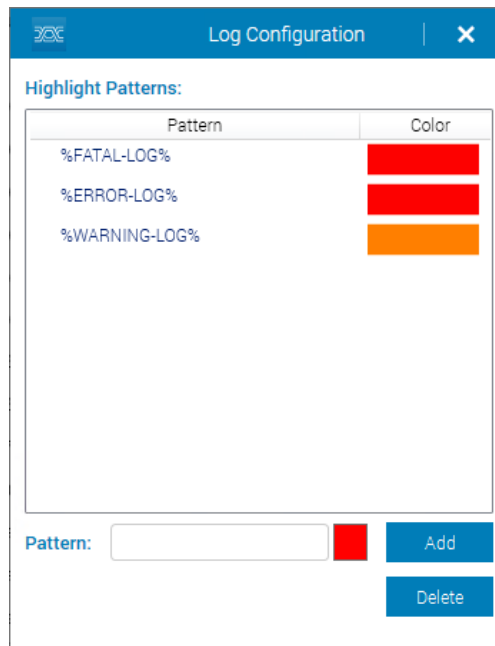 Log Configuration
Highlight Patterns:
Pattern Color
%FATAL-LOG%
%ERROR-LOG%
%WARNING-LOG%
Pattern: Add
Delete